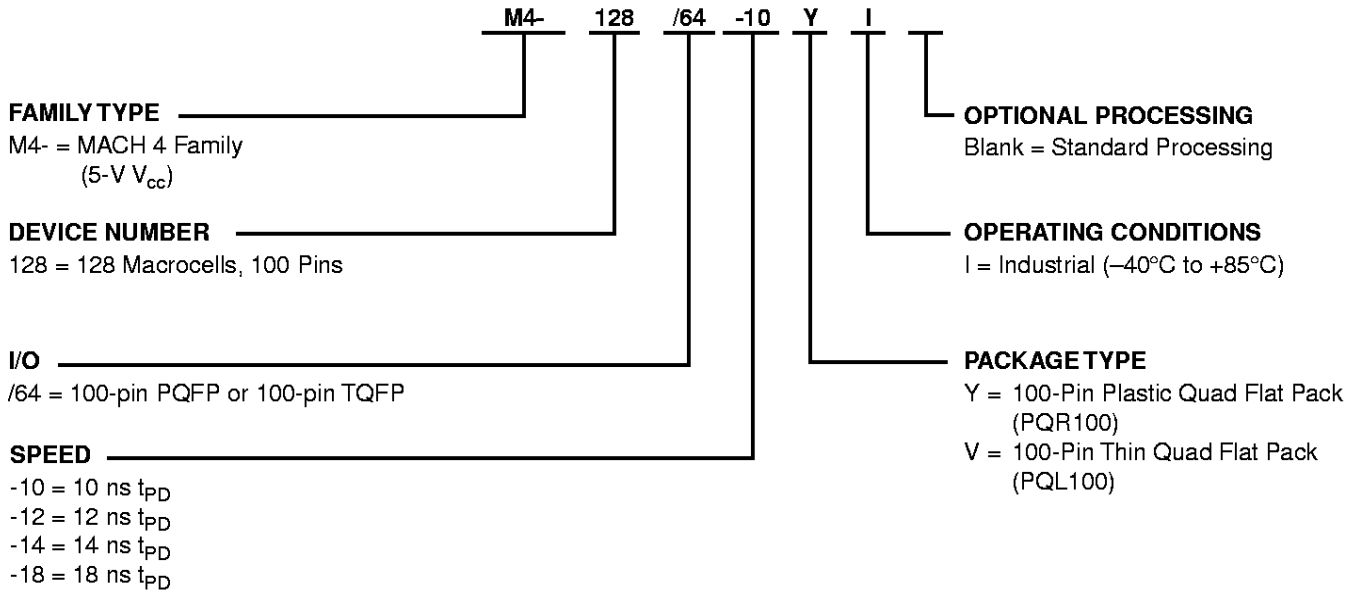 M4- 128 /64 -10 Y I
FAMILY TYPE
M4- = MACH 4 Family
(5-V Vcc)
DEVICE NUMBER
128 = 128 Macrocells, 100 Pins
I/O
/64 = 100-pin PQFP or 100-pin TQFP
SPEED
-10 = 10 ns tPD
-12 = 12 ns tPD
-14 = 14 ns tPD
-18 = 18 ns tPD
OPTIONAL PROCESSING
Blank = Standard Processing
OPERATING CONDITIONS
I = Industrial (–40°C to +85°C)
PACKAGE TYPE
Y = 100-Pin Plastic Quad Flat Pack
(PQR100)
V = 100-Pin Thin Quad Flat Pack
(PQL100)